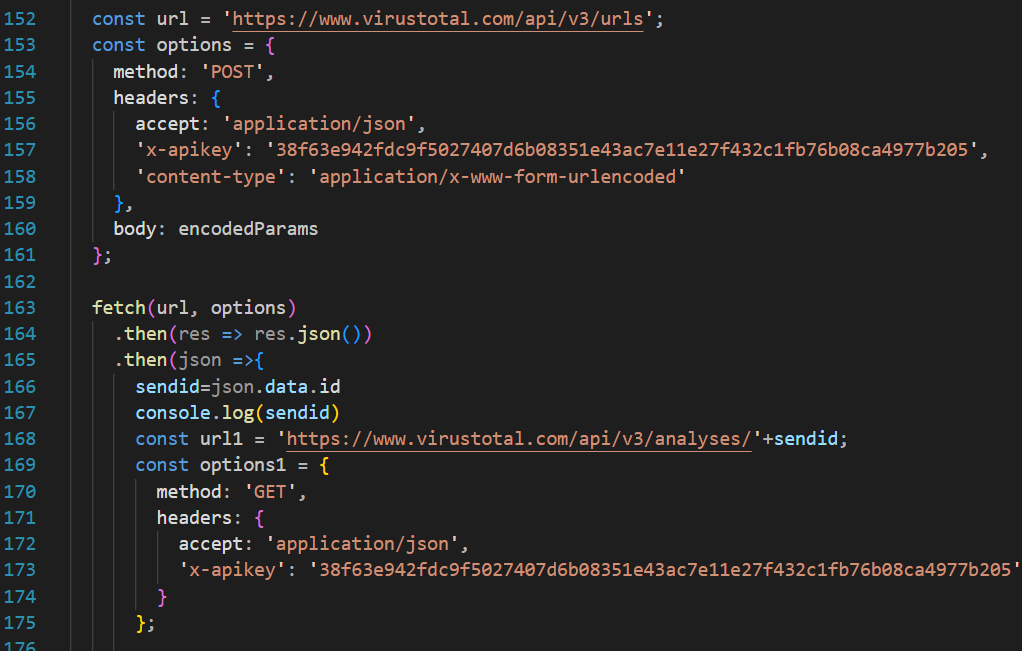 152 const url = 'https://www.virustotal.com/api/v3/urls';
153 const options = {
154 method: 'POST',
155 headers: {
156 accept: 'application/json',
157 'x-apikey': '38f63e942fdc9f5027407d6b08351e43ac7e11e27f432c1fb76b08ca4977b205',
158 'content-type': 'application/x-www-form-urlencoded'
159 },
160 body: encodedParams
161 };
162
163 fetch(url, options)
164 .then(res => res.json())
165 .then(json =>{
166 sendid=json.data.id
167 console.log(sendid)
168 const url1 = 'https://www.virustotal.com/api/v3/analyses/'+sendid;
169 const options1 = {
170 method: 'GET',
171 headers: {
172 accept: 'application/json',
173 'x-apikey': '38f63e942fdc9f5027407d6b08351e43ac7e11e27f432c1fb76b08ca4977b205'
174 }
175 };
176